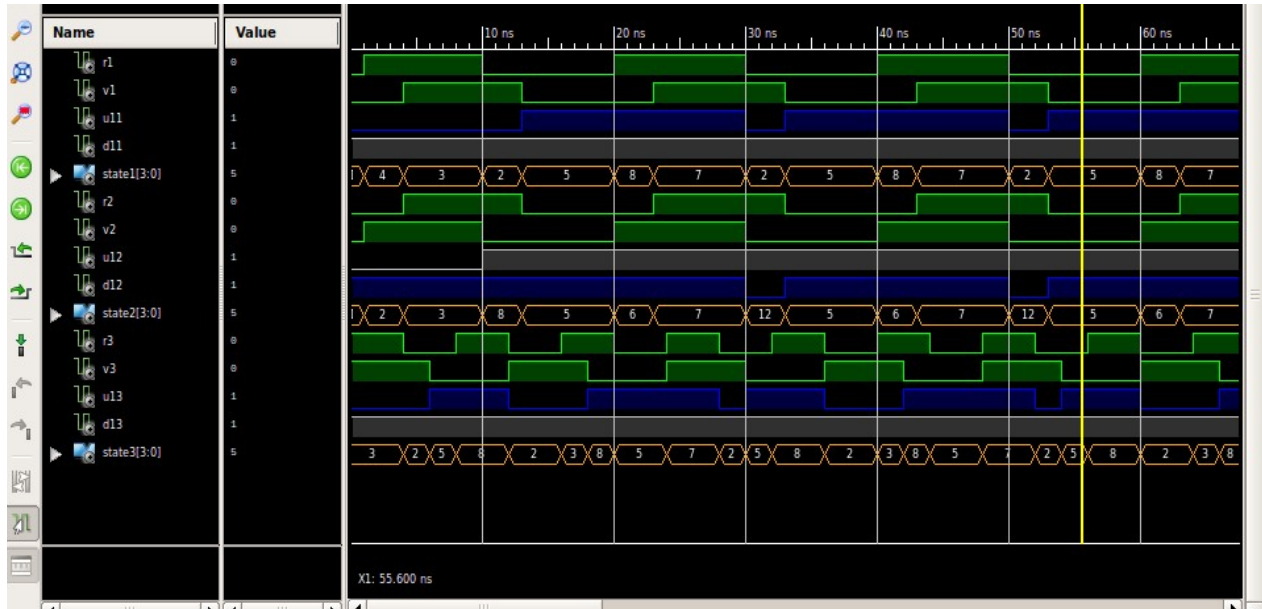 Name Value
10 ns 20 ns 30 ns 40 ns 50 ns 60 ns
r1 0
v1 0
u11 1
d11 1
state1[3:0] 5 4 3 2 5 8 7 2 5 8 7 2 5 8 7
r2 0
v2 0
u12 1
d12 1
state2[3:0] 5 2 3 8 5 6 7 12 5 6 7 12 5 6 7
r3 0
v3 0
u13 1
d13 1
state3[3:0] 5 3 2 5 8 2 3 8 5 7 2 5 8 2 3 8 5 7 2 5 8 2 3 8
X1: 55.600 ns